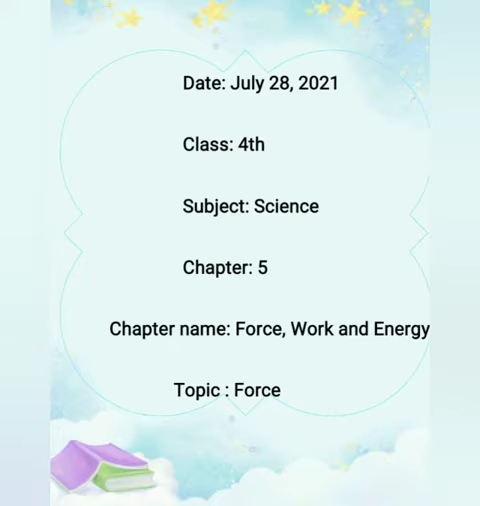 Date: July 28, 2021
Class: 4th
Subject: Science
Chapter: 5
Chapter name: Force, Work and Energy
Topic : Force